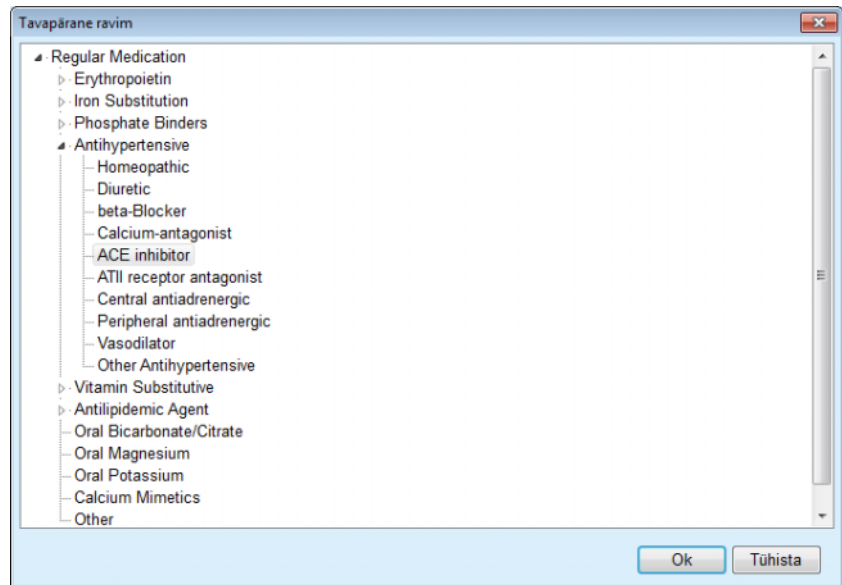 Tavapärane ravim
Regular Medication
Erythropoietin
Iron Substitution
Phosphate Binders
Antihypertensive
Homeopathic
Diuretic
beta-Blocker
Calcium-antagonist
ACE inhibitor
ATII receptor antagonist
Central antiadrenergic
Peripheral antiadrenergic
Vasodilator
Other Antihypertensive
Vitamin Substitutive
Antilipidemic Agent
Oral Bicarbonate/Citrate
Oral Magnesium
Oral Potassium
Calcium Mimetics
Other
Ok Tühista